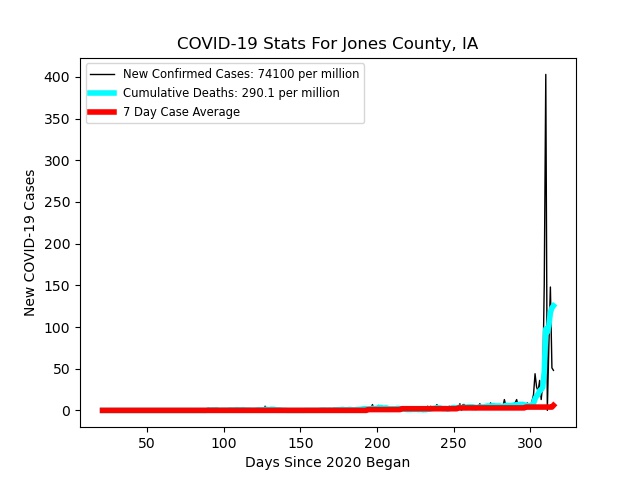 COVID-19 Stats For Jones County, IA
New Confirmed Cases: 74100 per million
Cumulative Deaths: 290.1 per million
7 Day Case Average
New COVID-19 Cases
400
350
300
250
200
150
100
50
0
50 100 150 200 250 300
Days Since 2020 Began